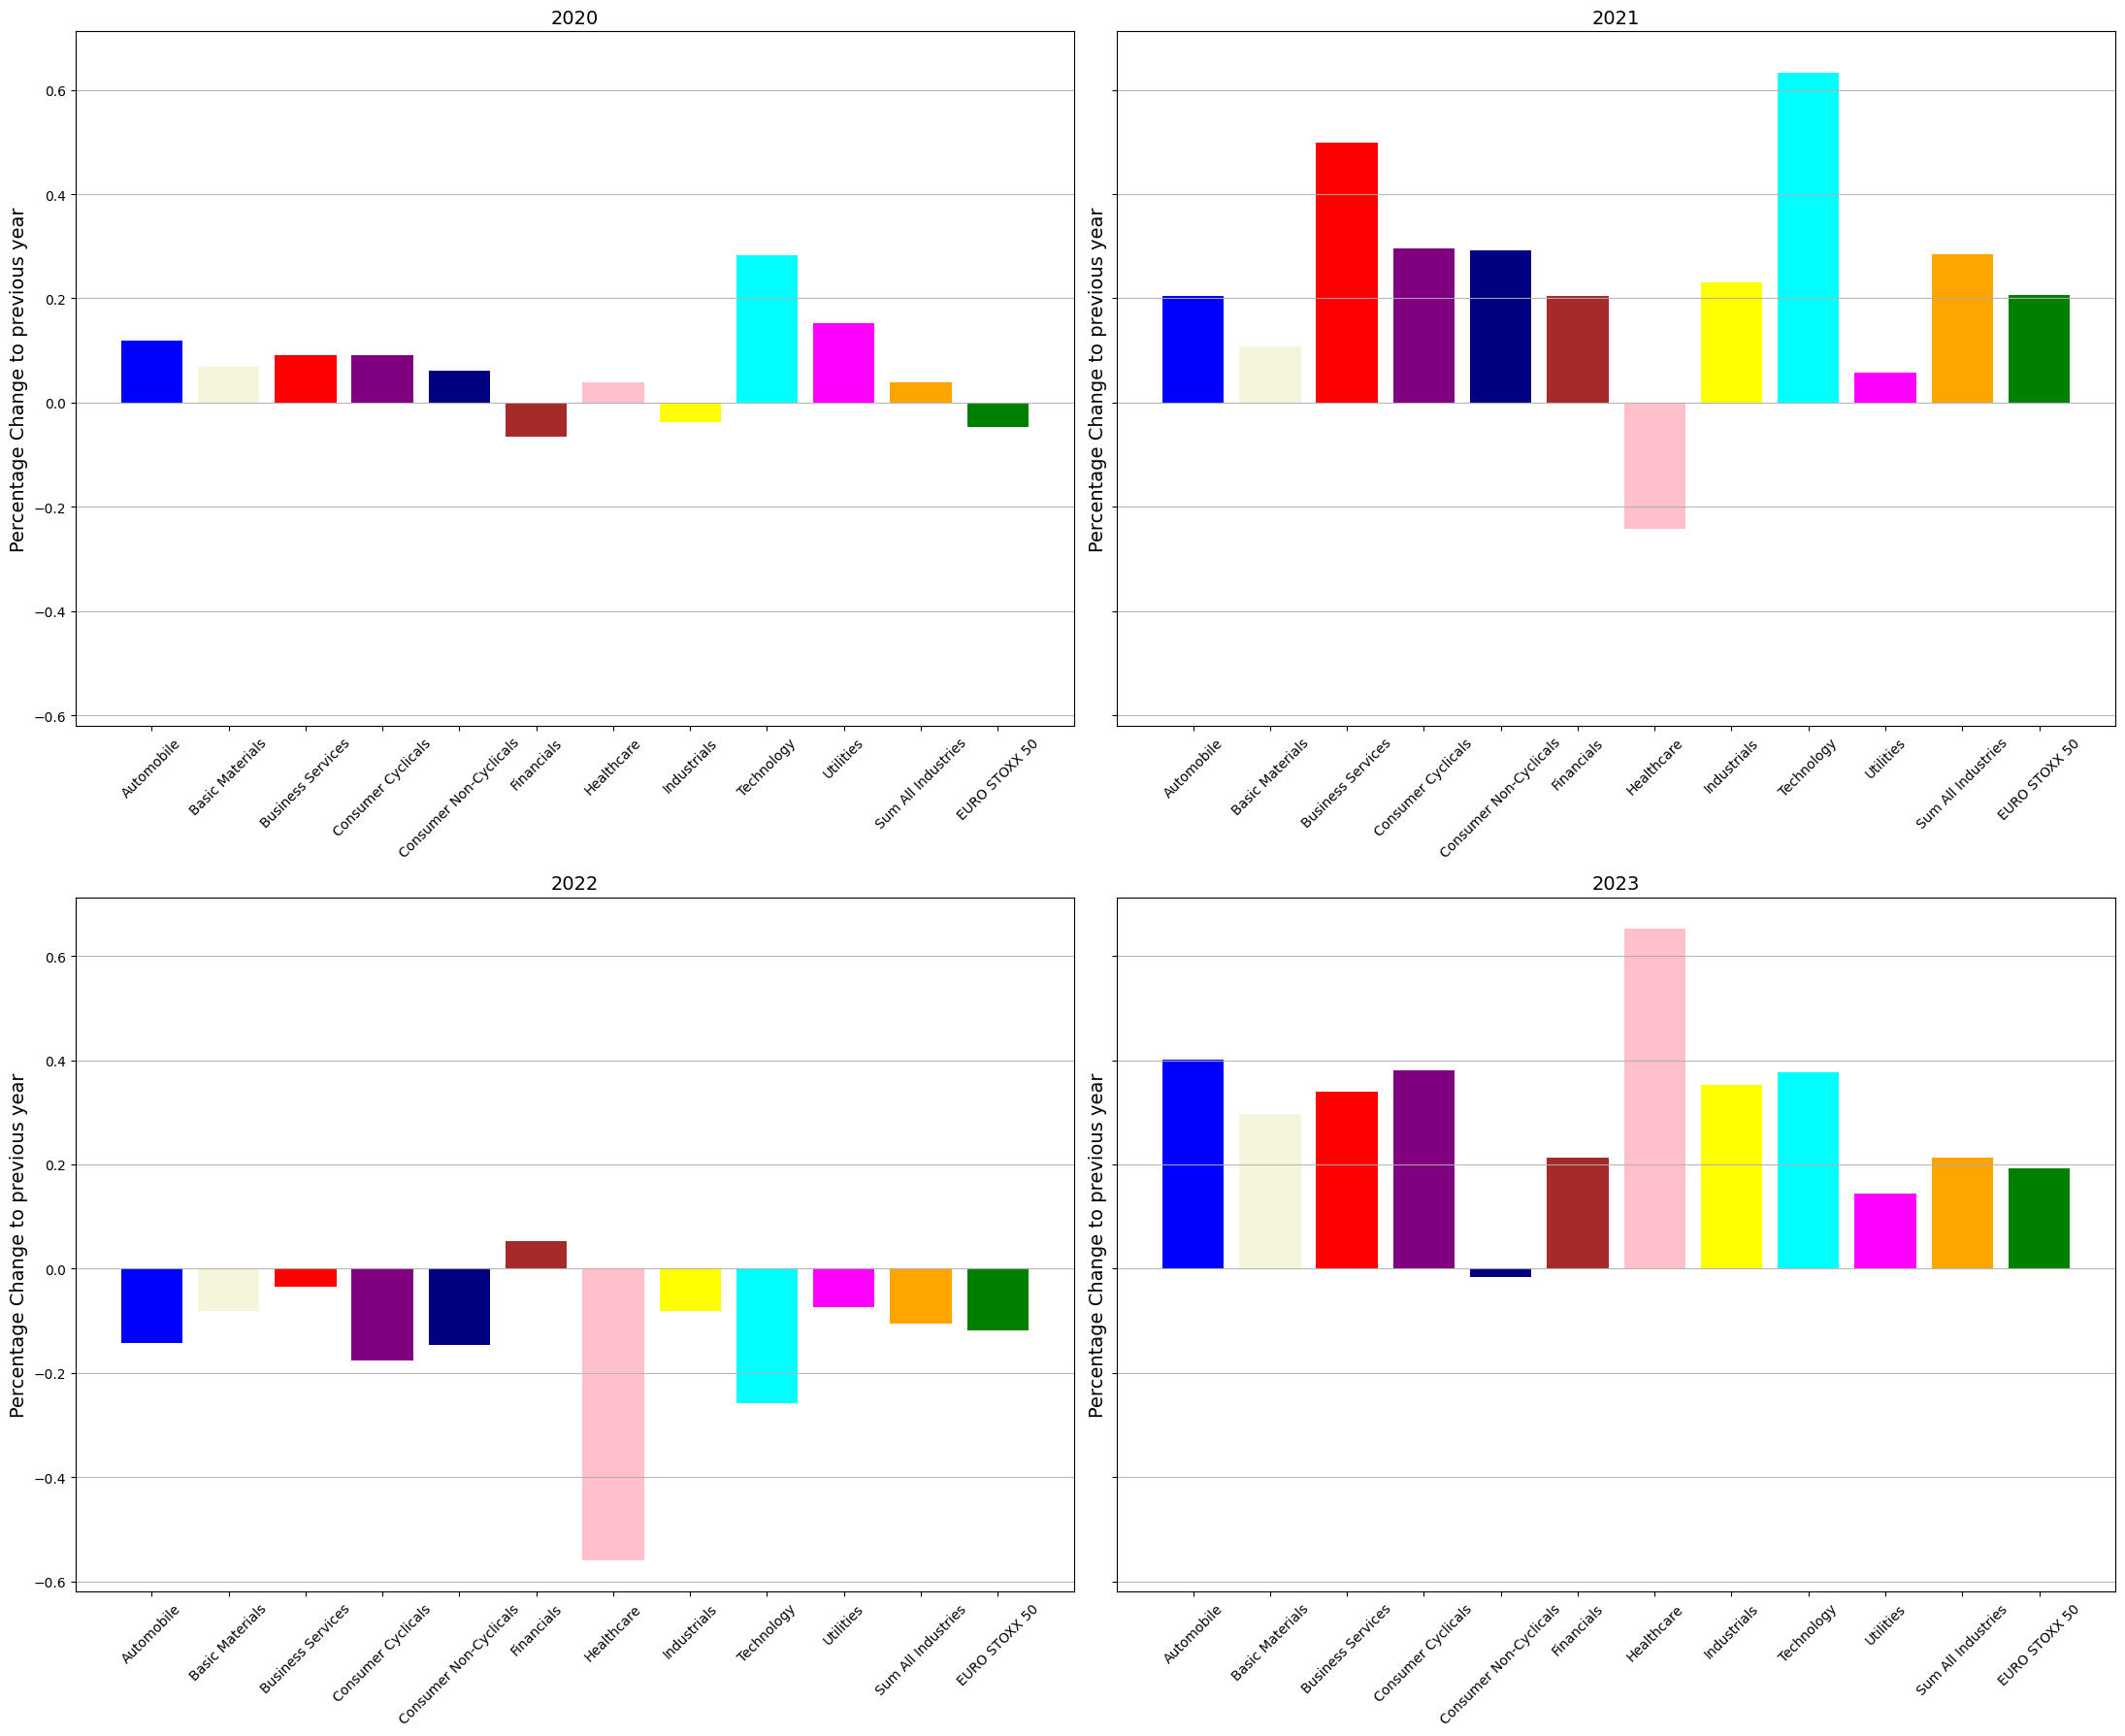 2020
Percentage Change to previous year
0.6
0.4
0.2
0.0
−0.2
−0.4
−0.6
Automobile
Basic Materials
Business Services
Consumer Cyclicals
Consumer Non-Cyclicals
Financials
Healthcare
Industrials
Technology
Utilities
Sum All Industries
EURO STOXX 50
2021
Percentage Change to previous year
Automobile
Basic Materials
Business Services
Consumer Cyclicals
Consumer Non-Cyclicals
Financials
Healthcare
Industrials
Technology
Utilities
Sum All Industries
EURO STOXX 50
2022
Percentage Change to previous year
0.6
0.4
0.2
0.0
−0.2
−0.4
−0.6
Automobile
Basic Materials
Business Services
Consumer Cyclicals
Consumer Non-Cyclicals
Financials
Healthcare
Industrials
Technology
Utilities
Sum All Industries
EURO STOXX 50
2023
Percentage Change to previous year
Automobile
Basic Materials
Business Services
Consumer Cyclicals
Consumer Non-Cyclicals
Financials
Healthcare
Industrials
Technology
Utilities
Sum All Industries
EURO STOXX 50